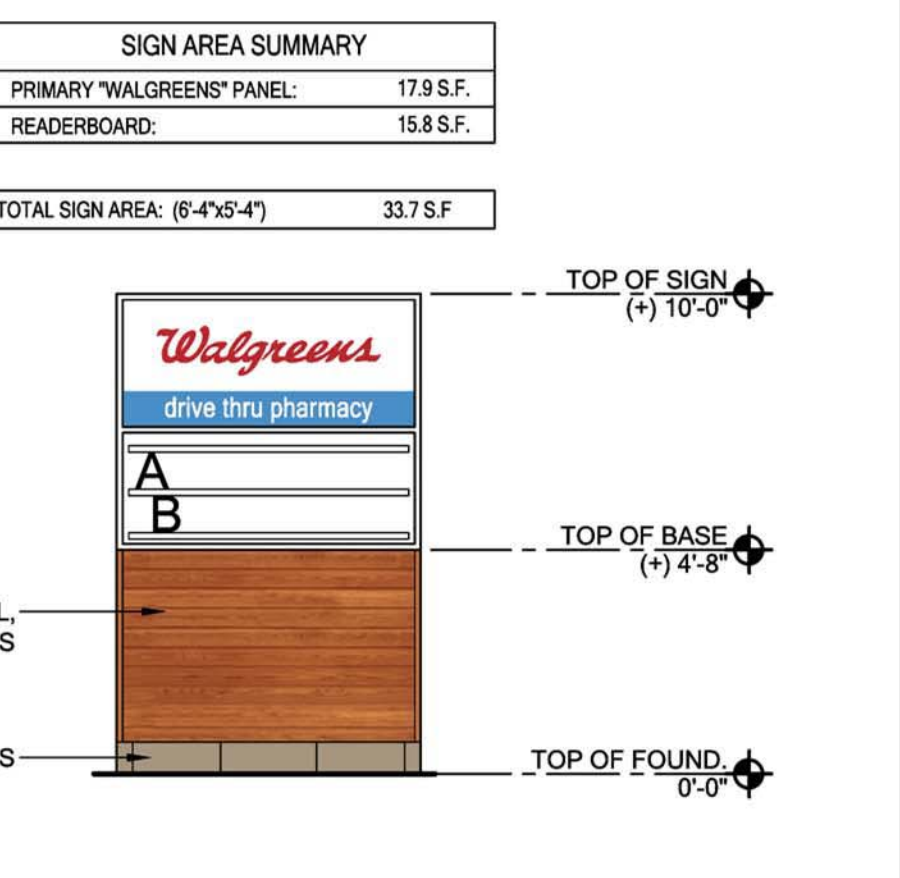 SIGN AREA SUMMARY
PRIMARY "WALGREENS" PANEL: 17.9 S.F.
READERBOARD: 15.8 S.F.
TOTAL SIGN AREA: (6'-4"x5'-4") 33.7 S.F
TOP OF SIGN
(+) 10'-0"
Walgreens
drive thru pharmacy
A
B
TOP OF BASE
(+) 4'-8"
L,
S
S
TOP OF FOUND.
0'-0"